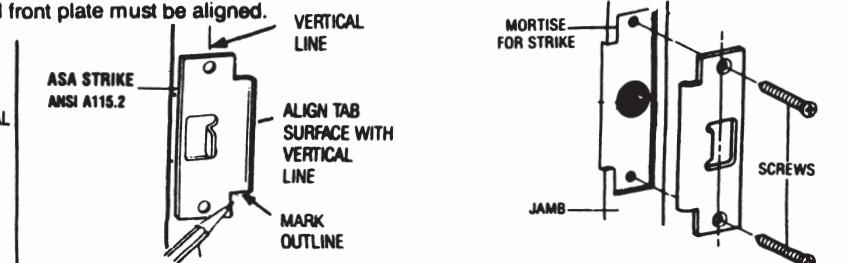 front plate must be aligned.
VERTICAL
LINE
ASA STRIKE
ANSI A115.2
ALIGN TAB
SURFACE WITH
VERTICAL
LINE
MARK
OUTLINE
MORTISE
FOR STRIKE
SCREWS
JAMB